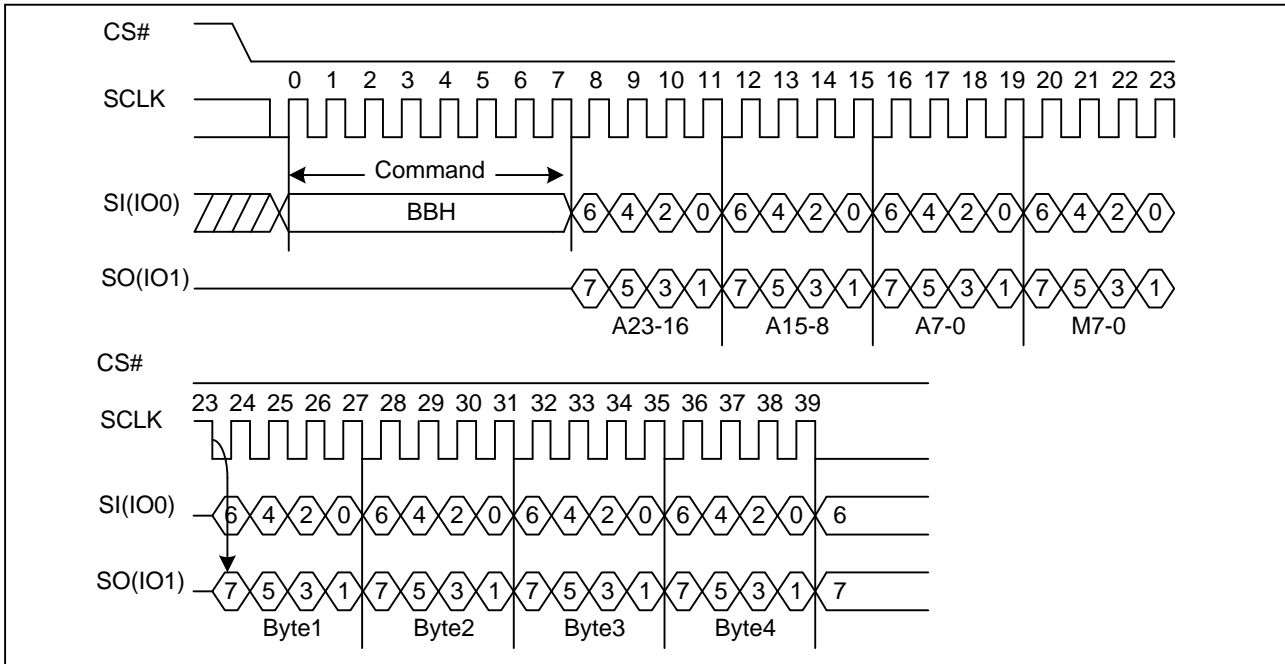 CS#
0 1 2 3 4 5 6 7 8 9 10 11 12 13 14 15 16 17 18 19 20 21 22 23
SCLK
Command
SI(IO0) BBH 6 4 2 0 6 4 2 0 6 4 2 0 6 4 2 0
SO(IO1) 7 5 3 1 7 5 3 1 7 5 3 1 7 5 3 1
A23-16 A15-8 A7-0 M7-0
CS#
23 24 25 26 27 28 29 30 31 32 33 34 35 36 37 38 39
SCLK
SI(IO0) 6 4 2 0 6 4 2 0 6 4 2 0 6 4 2 0 6
SO(IO1) 7 5 3 1 7 5 3 1 7 5 3 1 7 5 3 1 7
Byte1 Byte2 Byte3 Byte4